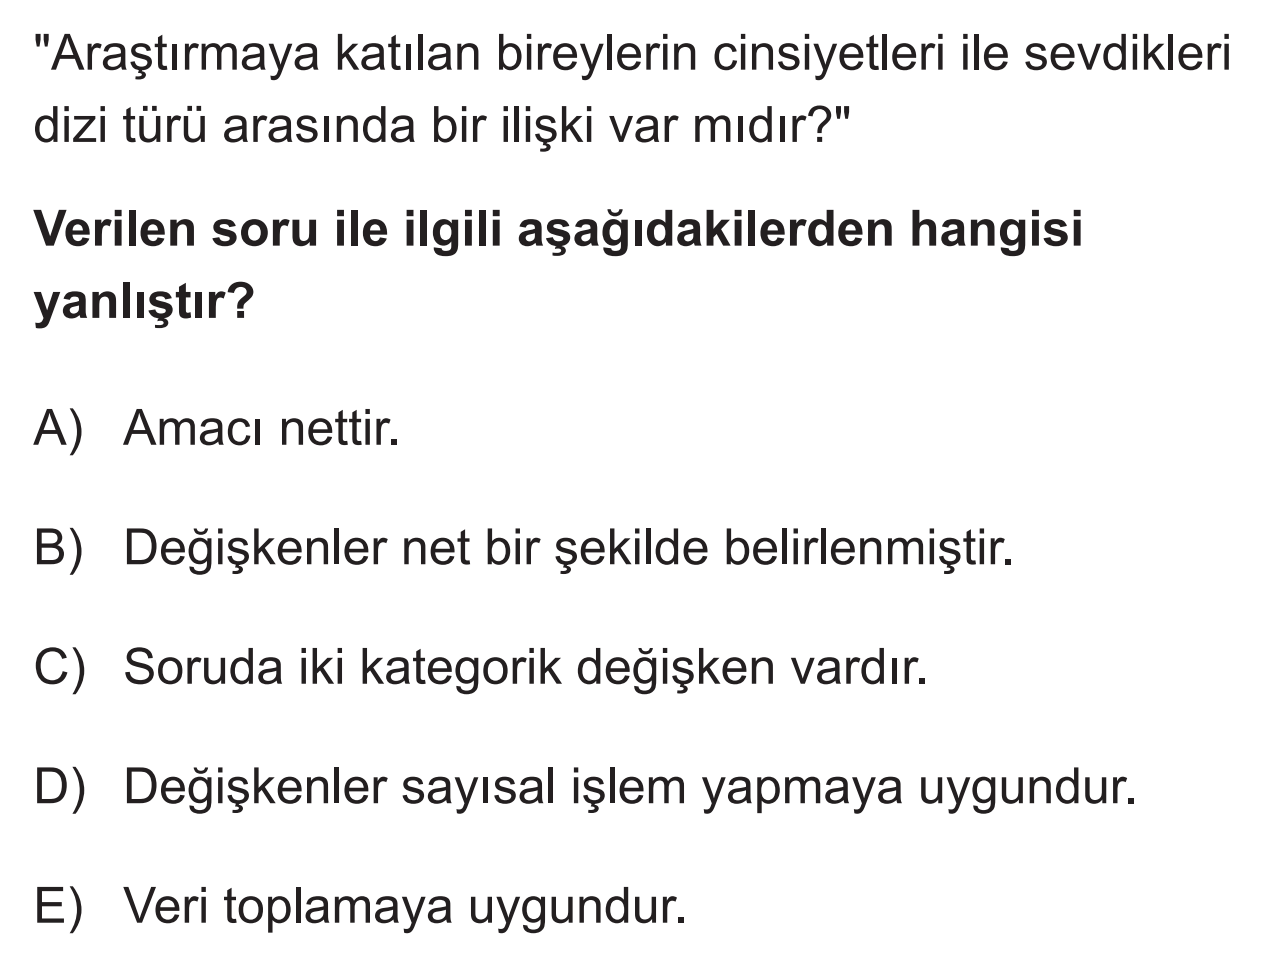 "Araştırmaya katılan bireylerin cinsiyetleri ile sevdikleri
dizi türü arasında bir ilişki var mıdır?"
Verilen soru ile ilgili aşağıdakilerden hangisi
yanlıştır?
A) Amacı nettir.
B) Değişkenler net bir şekilde belirlenmiştir.
C) Soruda iki kategorik değişken vardır.
D) Değişkenler sayısal işlem yapmaya uygundur.
E) Veri toplamaya uygundur.